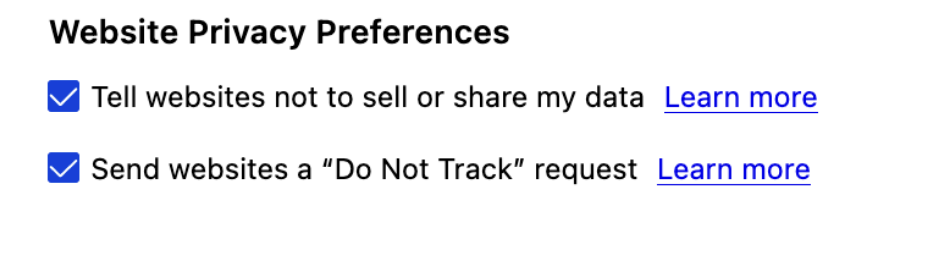 Website Privacy Preferences
Tell websites not to sell or share my data Learn more
Send websites a “Do Not Track” request Learn more